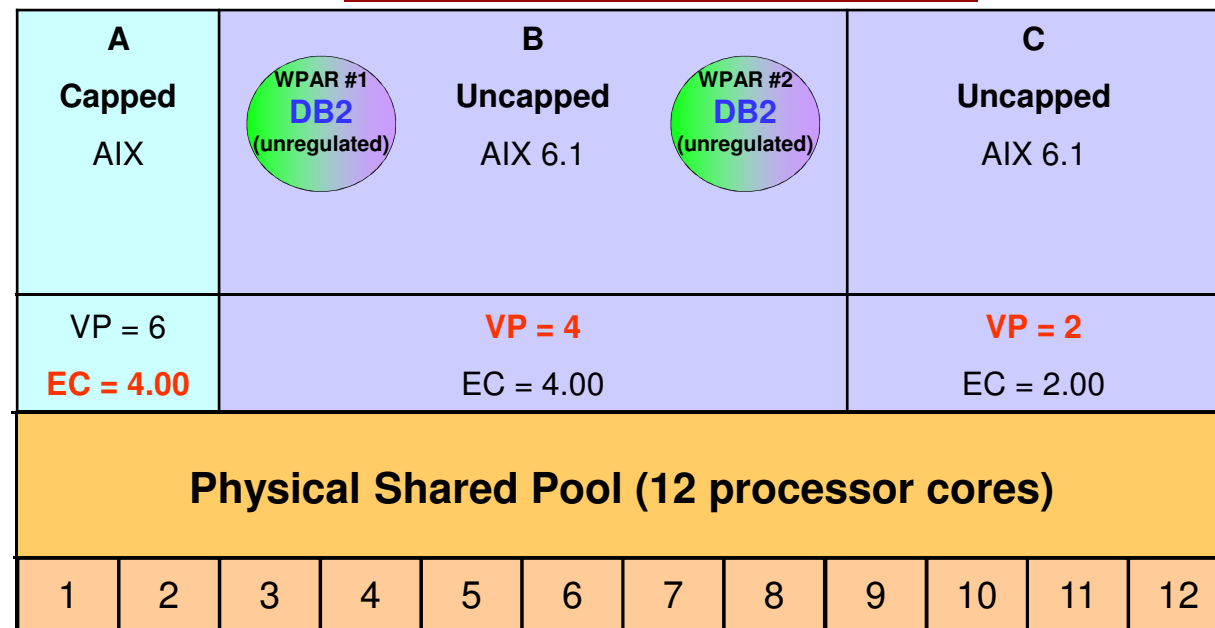 A
Capped
AIX
B
Uncapped
AIX 6.1
WPAR #1
DB2
(unregulated)
WPAR #2
DB2
(unregulated)
C
Uncapped
AIX 6.1
VP = 6
EC = 4.00
VP = 4
EC = 4.00
VP = 2
EC = 2.00
Physical Shared Pool (12 processor cores)
1 2 3 4 5 6 7 8 9 10 11 12